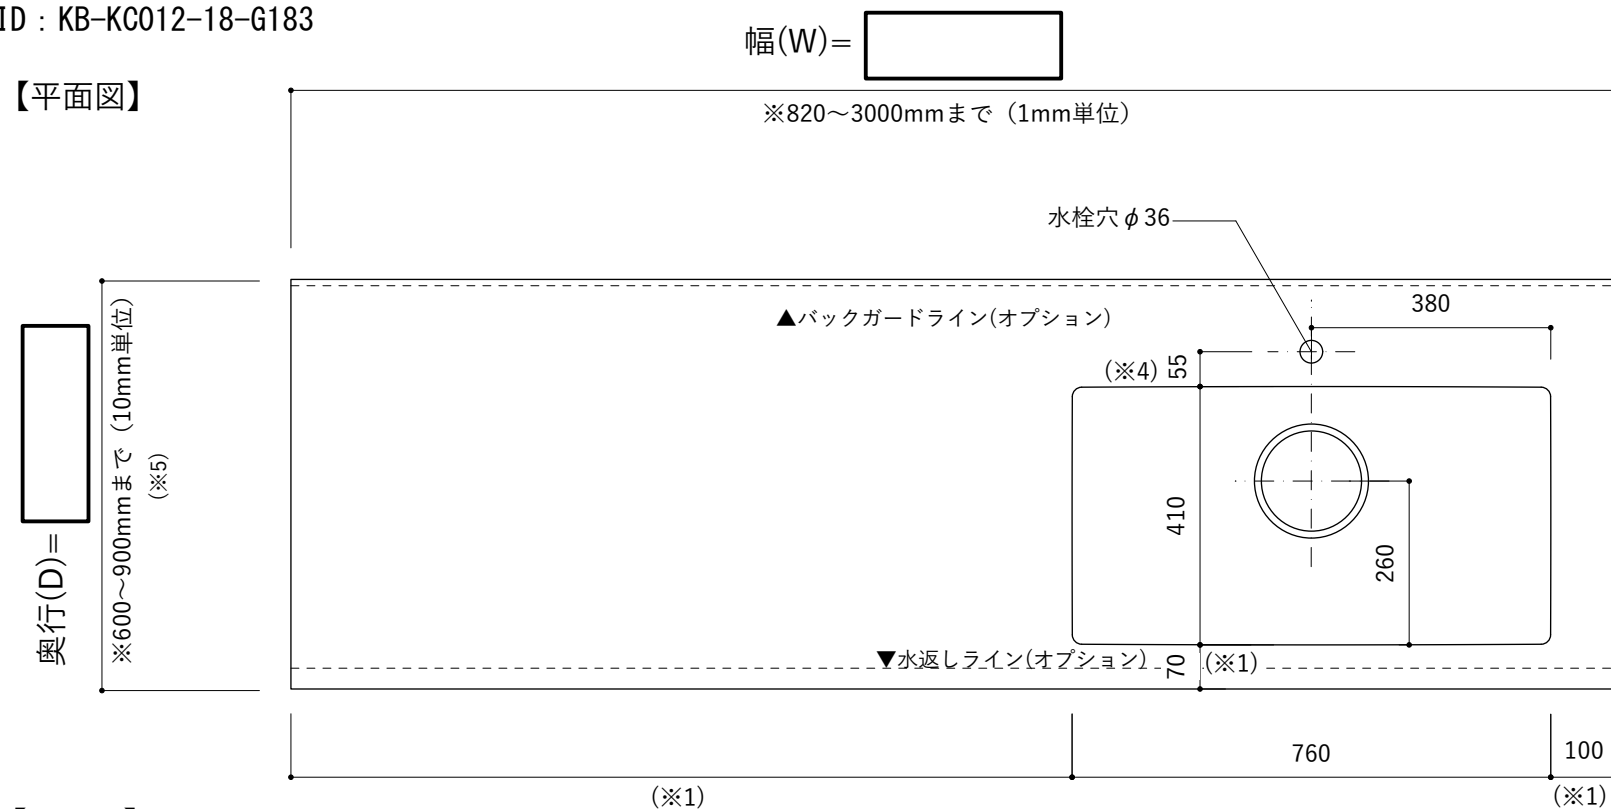 ID：KB-KC012-18-G183
幅(W)=
【平面図】
※820～3000mmまで（1mm単位）
水栓穴φ36
▲バックガードライン(オプション)
380
(※4)
55
奥行(D)=
※600～900mmまで（10mm単位）
(※5)
410
260
▼水返しライン(オプション)
70
(※1)
760
100
(※1)
(※1)